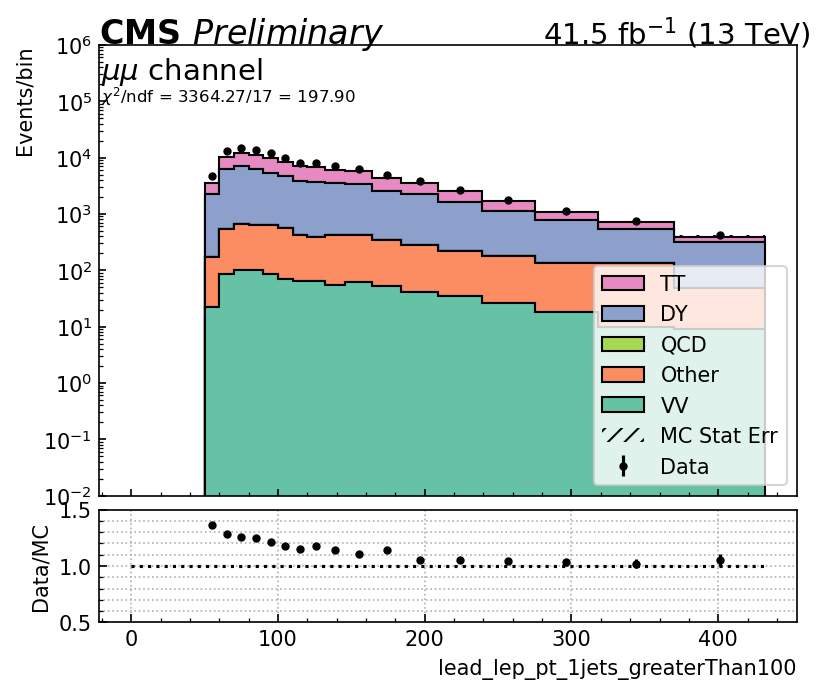 CMS Preliminary 41.5 fb⁻¹ (13 TeV)
μμ channel
χ²/ndf = 3364.27/17 = 197.90
Events/bin
10⁶
10⁵
10⁴
10³
10²
10¹
10⁰
10⁻¹
10⁻²
TT
DY
QCD
Other
VV
MC Stat Err
Data
Data/MC
1.5
1.0
0.5
0 100 200 300 400
lead_lep_pt_1jets_greaterThan100